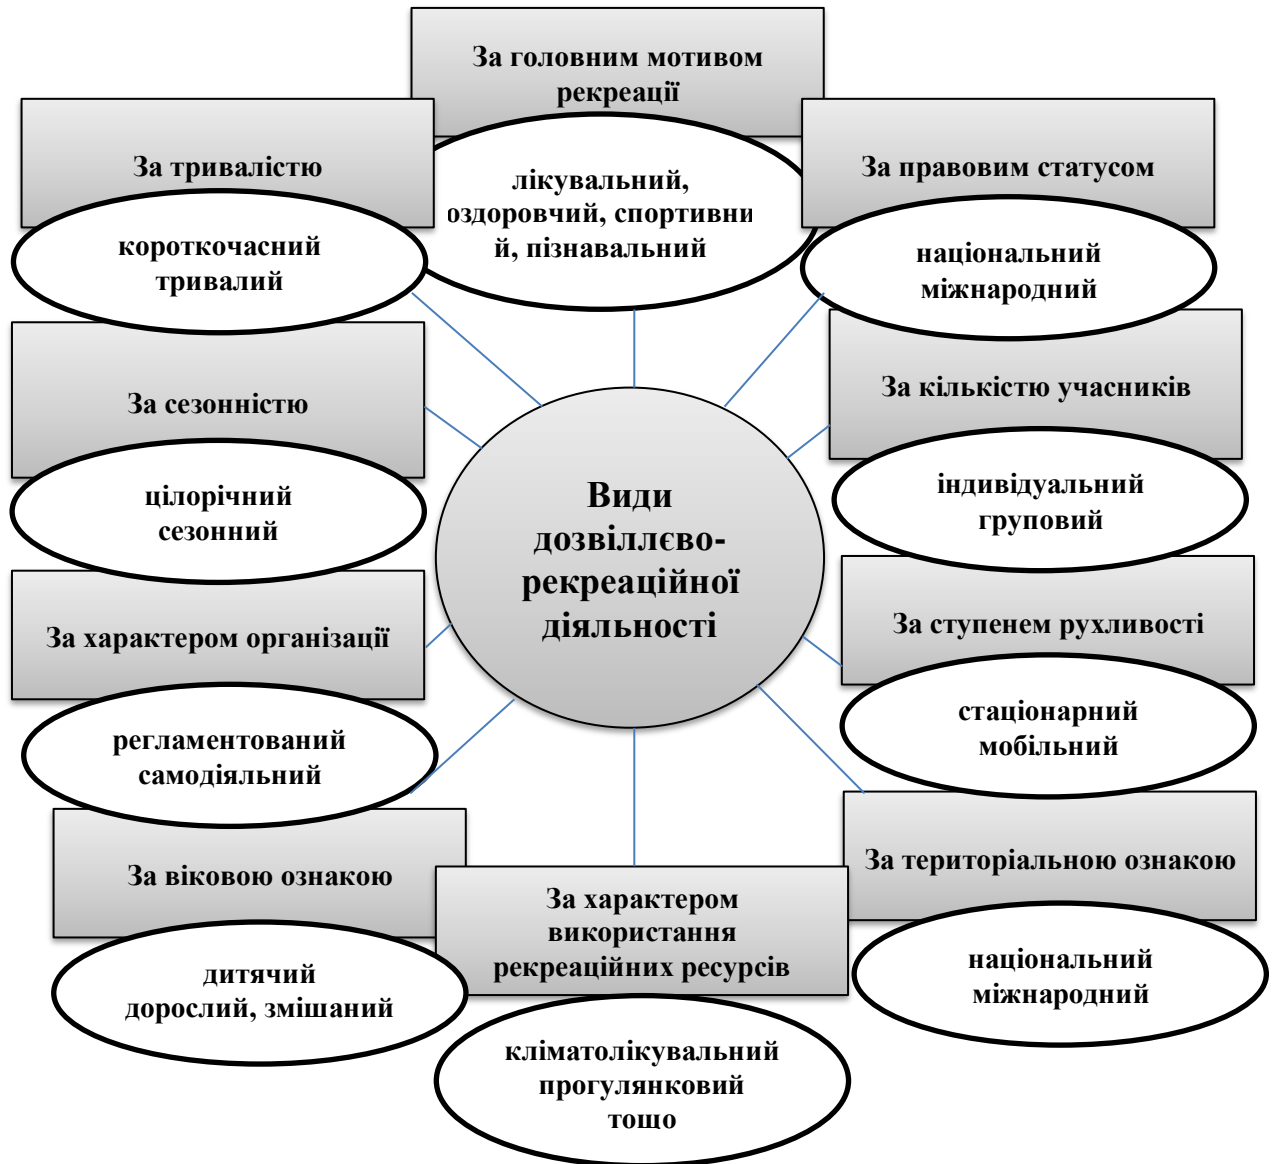 За головним мотивом
рекреації
лікувальний,
оздоровчий, спортивни
й, пізнавальний
За тривалістю
короткочасний
тривалий
За правовим статусом
національний
міжнародний
За сезонністю
цілорічний
сезонний
За кількістю учасників
індивідуальний
груповий
Види
дозвіллєво-
рекреаційної
діяльності
За характером організації
регламентований
самодіяльний
За ступенем рухливості
стаціонарний
мобільний
За віковою ознакою
дитячий
дорослий, змішаний
За характером
використання
рекреаційних ресурсів
кліматолікувальний
прогулянковий
тощо
За територіальною ознакою
національний
міжнародний